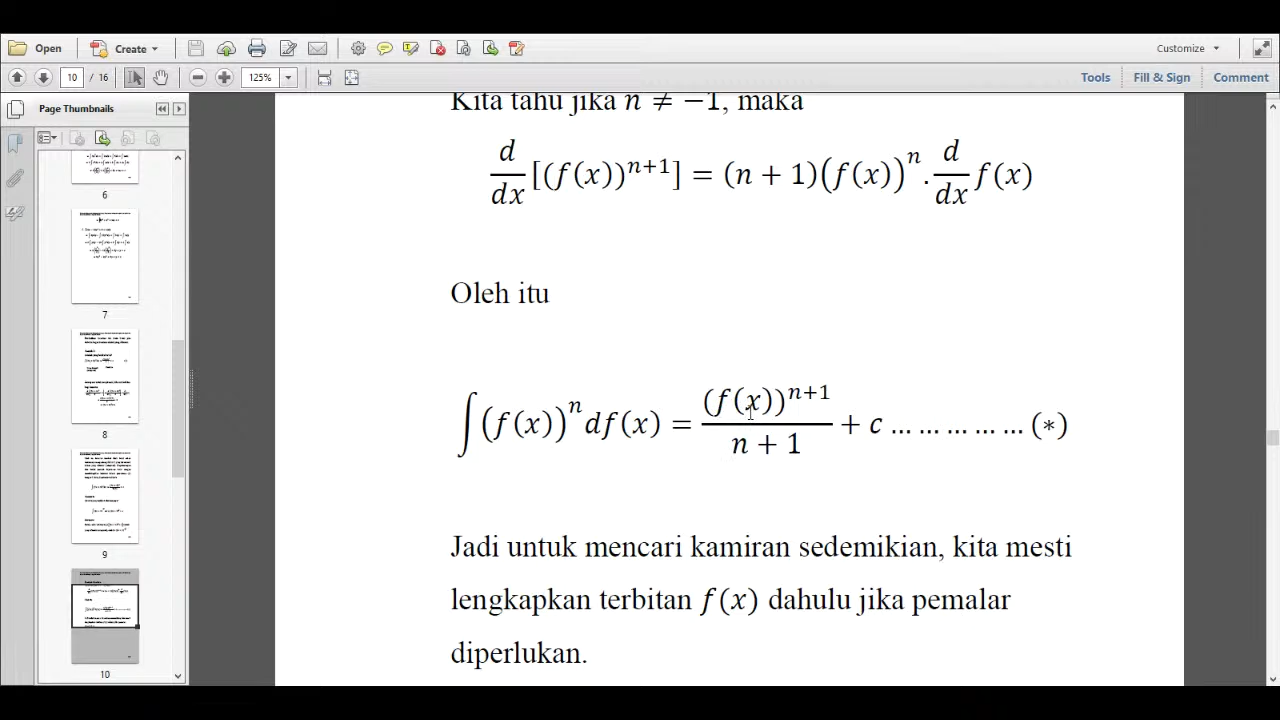 Open Create Customize
10 / 16 125% Tools Fill & Sign Comment
Page Thumbnails
6
7
8
9
10
Kita tahu jika n ≠ −1, maka
d/dx [(f(x))^{n+1}] = (n + 1)(f(x))^n . d/dx f(x)
Oleh itu
∫ (f(x))^n df(x) = (f(x))^{n+1} / (n + 1) + c … … … … … (∗)
Jadi untuk mencari kamiran sedemikian, kita mesti
lengkapkan terbitan f(x) dahulu jika pemalar
diperlukan.